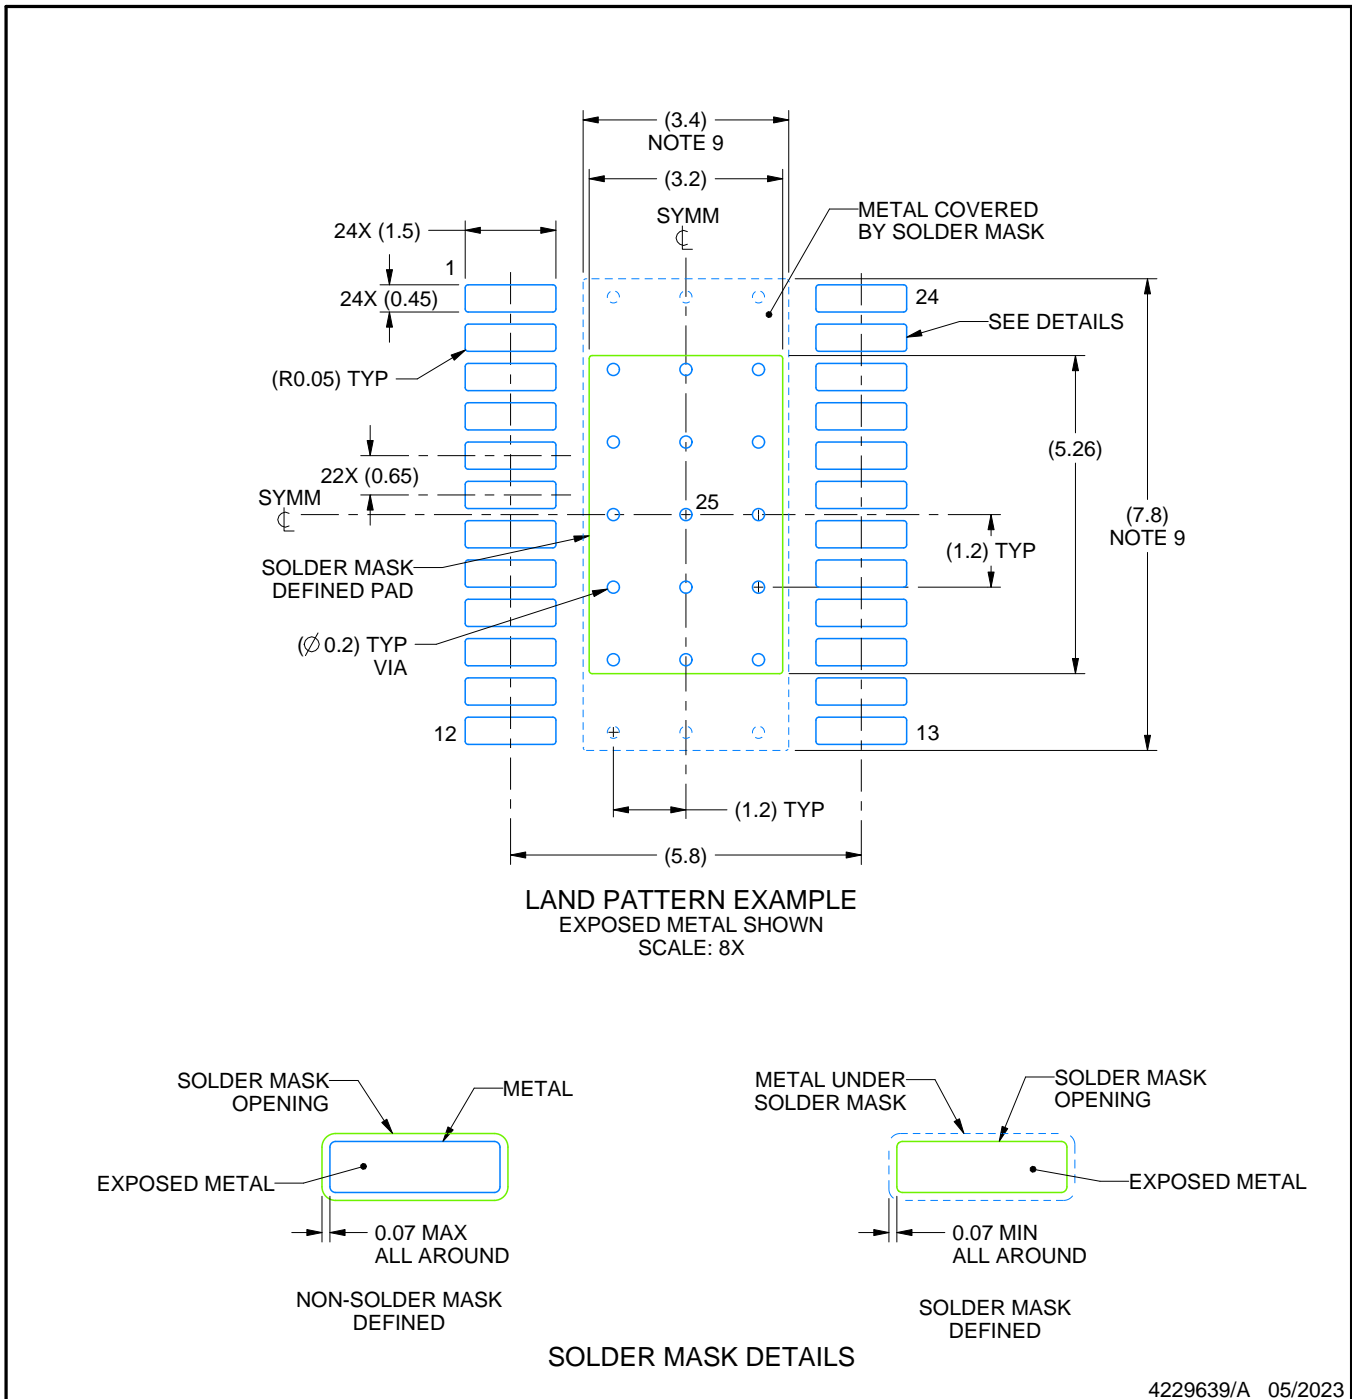 (3.4)
NOTE 9
(3.2)
SYMM
METAL COVERED
BY SOLDER MASK
24X (1.5)
1
24X (0.45)
24
SEE DETAILS
(R0.05) TYP
(5.26)
22X (0.65)
SYMM
25
(7.8)
NOTE 9
(1.2) TYP
SOLDER MASK
DEFINED PAD
(Ø 0.2) TYP
VIA
12
13
(1.2) TYP
(5.8)
LAND PATTERN EXAMPLE
EXPOSED METAL SHOWN
SCALE: 8X
SOLDER MASK
OPENING
METAL
EXPOSED METAL
0.07 MAX
ALL AROUND
NON-SOLDER MASK
DEFINED
METAL UNDER
SOLDER MASK
SOLDER MASK
OPENING
EXPOSED METAL
0.07 MIN
ALL AROUND
SOLDER MASK
DEFINED
SOLDER MASK DETAILS
4229639/A 05/2023